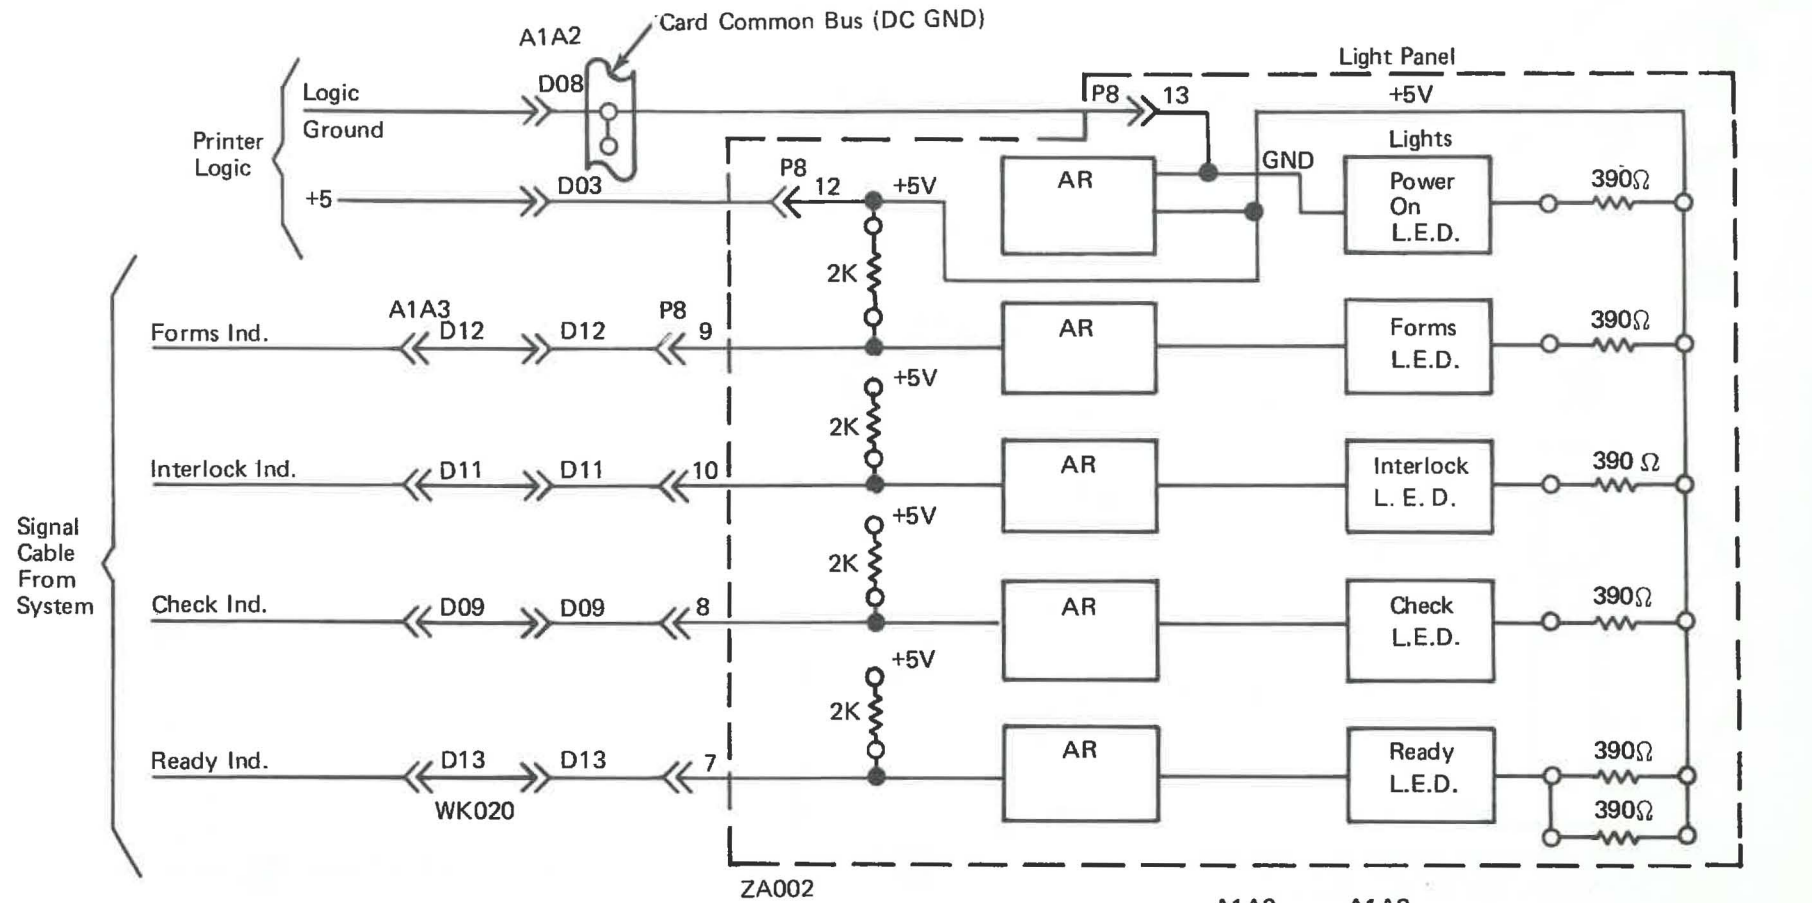 Card Common Bus (DC GND)
A1A2
Light Panel
D08
P8 13
+5V
Logic
Ground
Printer
Logic
Lights
P8
12
+5V
GND
AR
Power
On
L.E.D.
390Ω
+5
D03
2K
A1A3
P8
Forms Ind.
D12
D12
9
AR
Forms
L.E.D.
390Ω
+5V
2K
Interlock Ind.
D11
D11
10
AR
Interlock
L. E. D.
390 Ω
+5V
2K
Signal
Cable
From
System
Check Ind.
D09
D09
8
AR
Check
L.E.D.
390Ω
+5V
2K
Ready Ind.
D13
D13
7
AR
Ready
L.E.D.
390Ω
390Ω
WK020
ZA002